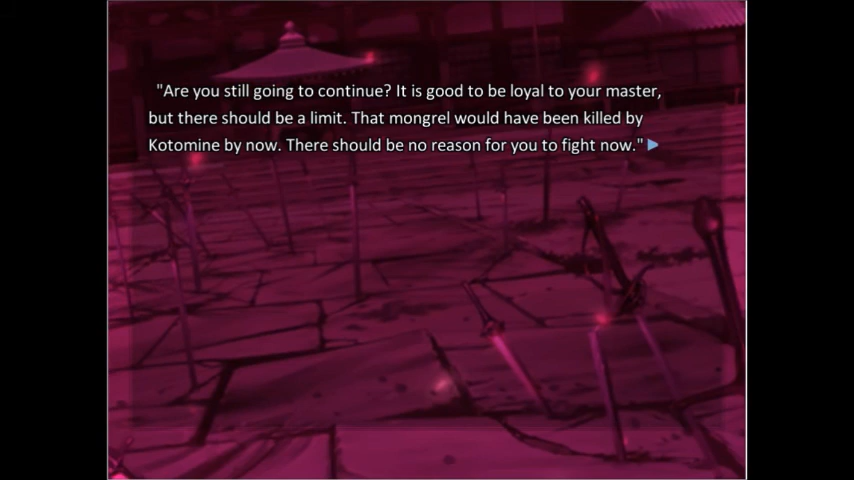 "Are you still going to continue? It is good to be loyal to your master,
but there should be a limit. That mongrel would have been killed by
Kotomine by now. There should be no reason for you to fight now."